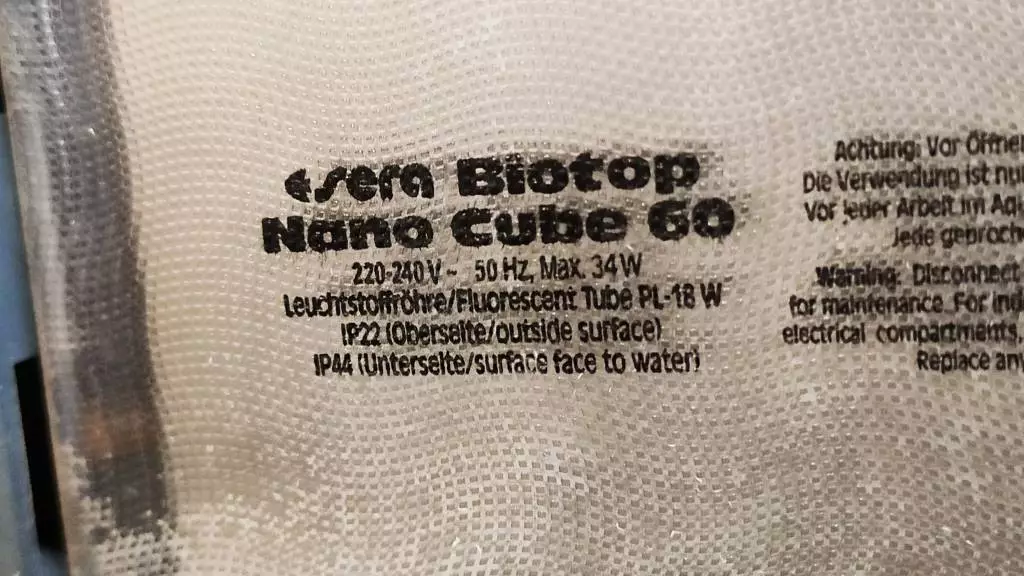 sera Biotop
Nano Cube 60
220-240 V ~ 50 Hz, Max. 34 W
Leuchtstoffröhre/Fluorescent Tube PL-18 W
IP22 (Oberseite/outside surface)
IP44 (Unterseite/surface face to water)
Achtung: Vor
Die Verwendung ist
Vor jeder Arbeit im
Jede
Warning: Disconnect
for maintenance. For
electrical compartments,
Replace